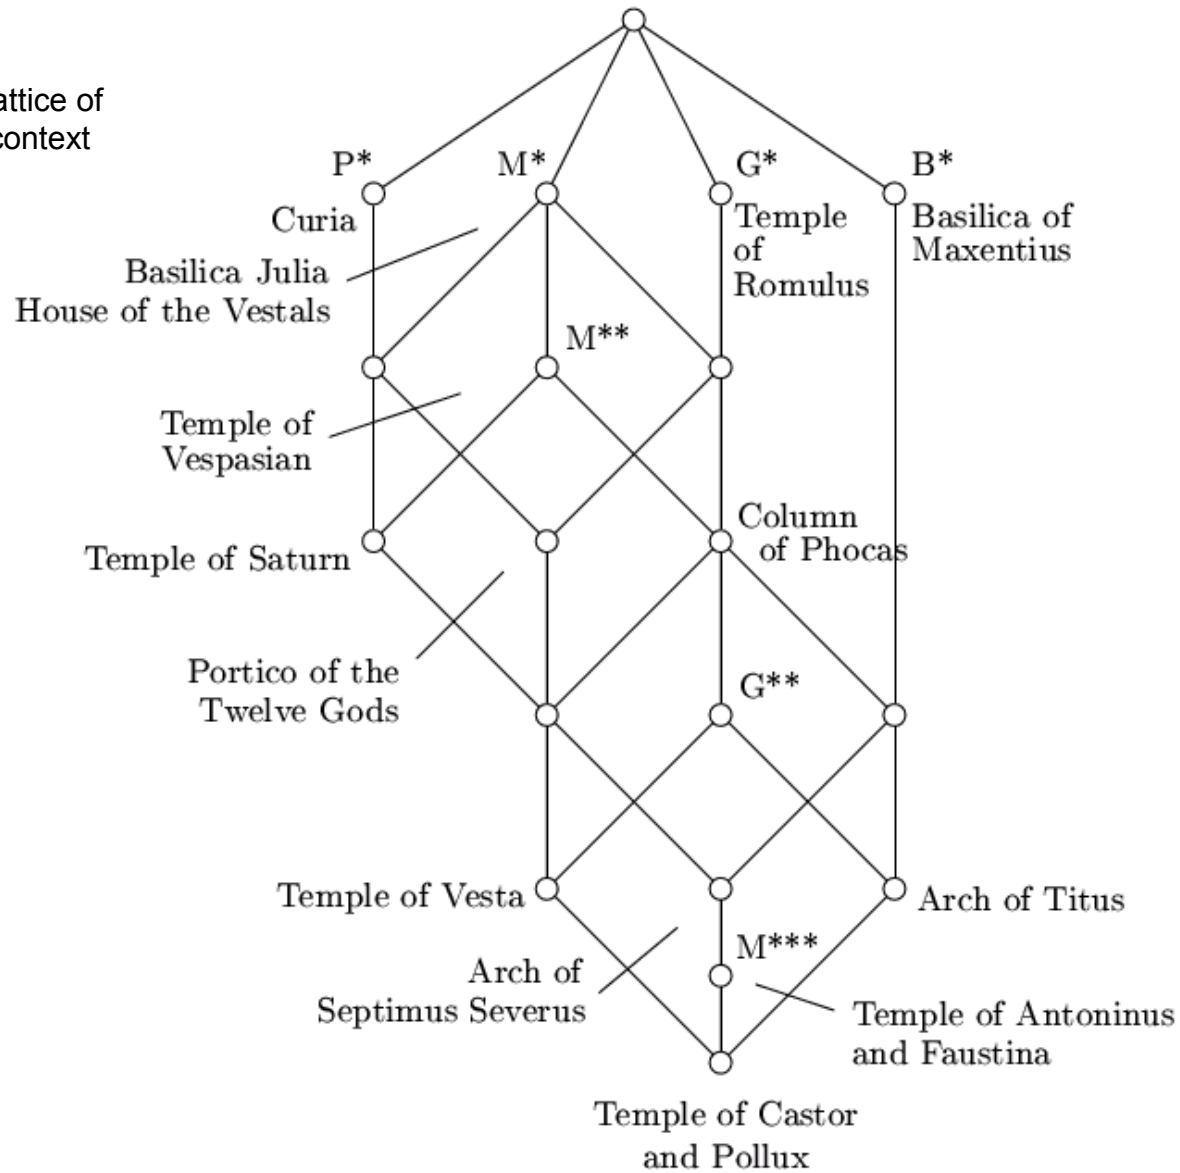 attice of
context
P*
M*
G*
B*
Curia
Temple
of
Romulus
Basilica of
Maxentius
Basilica Julia
House of the Vestals
M**
Temple of
Vespasian
Column
of Phocas
Temple of Saturn
Portico of the
Twelve Gods
G**
Temple of Vesta
Arch of Titus
M***
Arch of
Septimus Severus
Temple of Antoninus
and Faustina
Temple of Castor
and Pollux